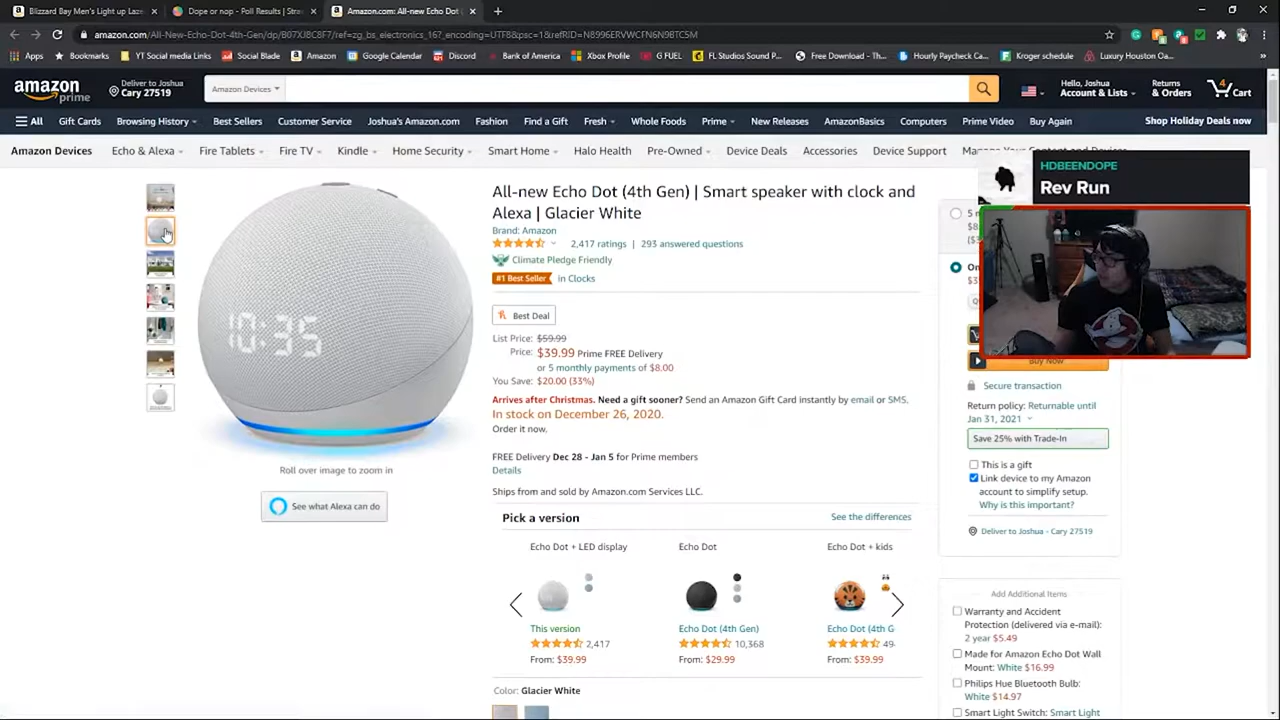 Blizzard Bay Men's Light up Laz
Dope or nop - Poll Results | Stra
Amazon.com: All-new Echo Dot (4
amazon.com/All-New-Echo-Dot-4th-Gen/dp/B07XJ8C8F7/ref=zg_bs_electronics_16?_encoding=UTF8&psc=1&refRID=N8996ERVWCFN6N98TC5M
Apps Bookmarks YT Social Media Links Social Blade Amazon Google Calendar Discord Bank of America Xbox Profile G FUEL FL Studios Sound P... Free Download - Th... Hourly Paycheck Ca... Kroger schedule Luxury Houston Oa...
amazon prime
Deliver to Joshua
Cary 27519
Amazon Devices
Hello, Joshua
Account & Lists
Returns
& Orders
4
Cart
All Gift Cards Browsing History Best Sellers Customer Service Joshua's Amazon.com Fashion Find a Gift Fresh Whole Foods Prime New Releases AmazonBasics Computers Prime Video Buy Again Shop Holiday Deals now
Amazon Devices Echo & Alexa Fire Tablets Fire TV Kindle Home Security Smart Home Halo Health Pre-Owned Device Deals Accessories Device Support
HDBEENDOPE
Rev Run
10:25
Roll over image to zoom in
See what Alexa can do
All-new Echo Dot (4th Gen) | Smart speaker with clock and
Alexa | Glacier White
Brand: Amazon
2,417 ratings | 293 answered questions
Climate Pledge Friendly
#1 Best Seller in Clocks
Best Deal
List Price: $59.99
Price: $39.99 Prime FREE Delivery
or 5 monthly payments of $8.00
You Save: $20.00 (33%)
Arrives after Christmas. Need a gift sooner? Send an Amazon Gift Card instantly by email or SMS.
In stock on December 26, 2020.
Order it now.
FREE Delivery Dec 28 - Jan 5 for Prime members
Details
Ships from and sold by Amazon.com Services LLC.
Pick a version
See the differences
Echo Dot + LED display
Echo Dot
Echo Dot + kids
This version
Echo Dot (4th Gen)
Echo Dot (4th G
2,417
10,368
49
From: $39.99
From: $29.99
From: $39.99
Color: Glacier White
Buy Now
Secure transaction
Return policy: Returnable until
Jan 31, 2021
Save 25% with Trade-In
This is a gift
Link device to my Amazon
account to simplify setup.
Why is this important?
Deliver to Joshua - Cary 27519
Add Additional Items
Warranty and Accident
Protection (delivered via e-mail):
2 year $5.49
Made for Amazon Echo Dot Wall
Mount: White $16.99
Philips Hue Bluetooth Bulb:
White $14.97
Smart Light Switch: Smart Light